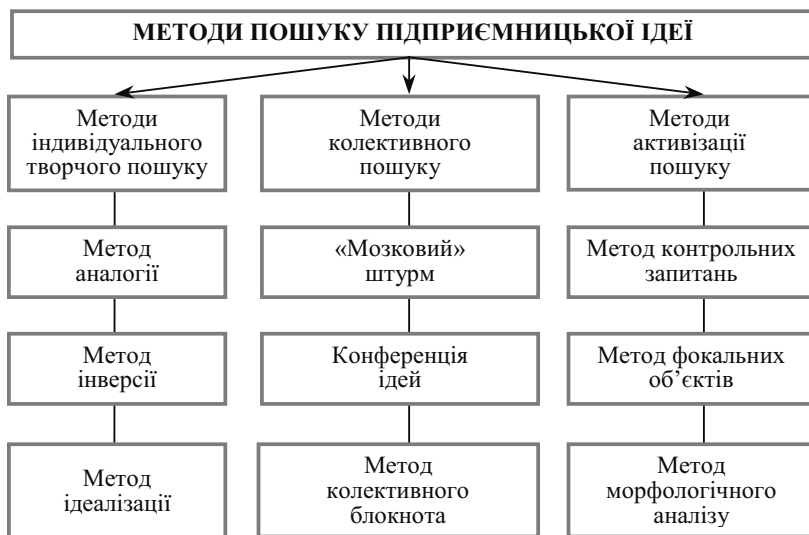 МЕТОДИ ПОШУКУ ПІДПРИЄМНИЦЬКОЇ ІДЕЇ
Методи
індивідуального
творчого пошуку
Методи
колективного
пошуку
Методи
активізації
пошуку
Метод
аналогії
«Мозковий»
штурм
Метод контрольних
запитань
Метод
інверсії
Конференція
ідей
Метод фокальних
об’єктів
Метод
ідеалізації
Метод
колективного
блокнота
Метод
морфологічного
аналізу